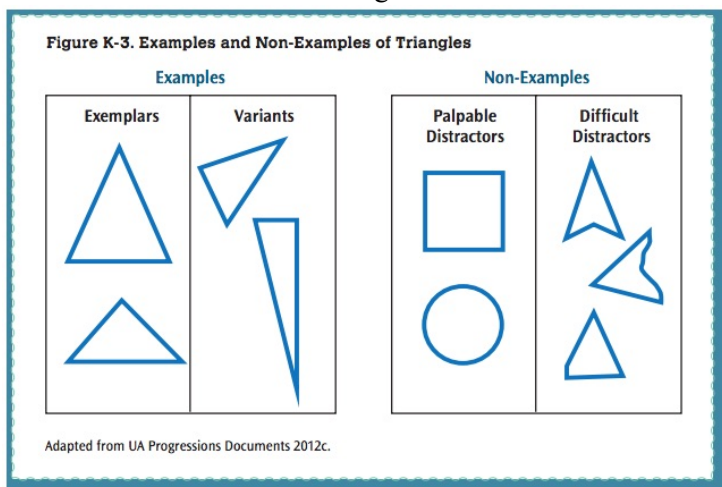 Figure K-3. Examples and Non-Examples of Triangles
Examples
Non-Examples
Exemplars
Variants
Palpable
Distractors
Difficult
Distractors
Adapted from UA Progressions Documents 2012c.